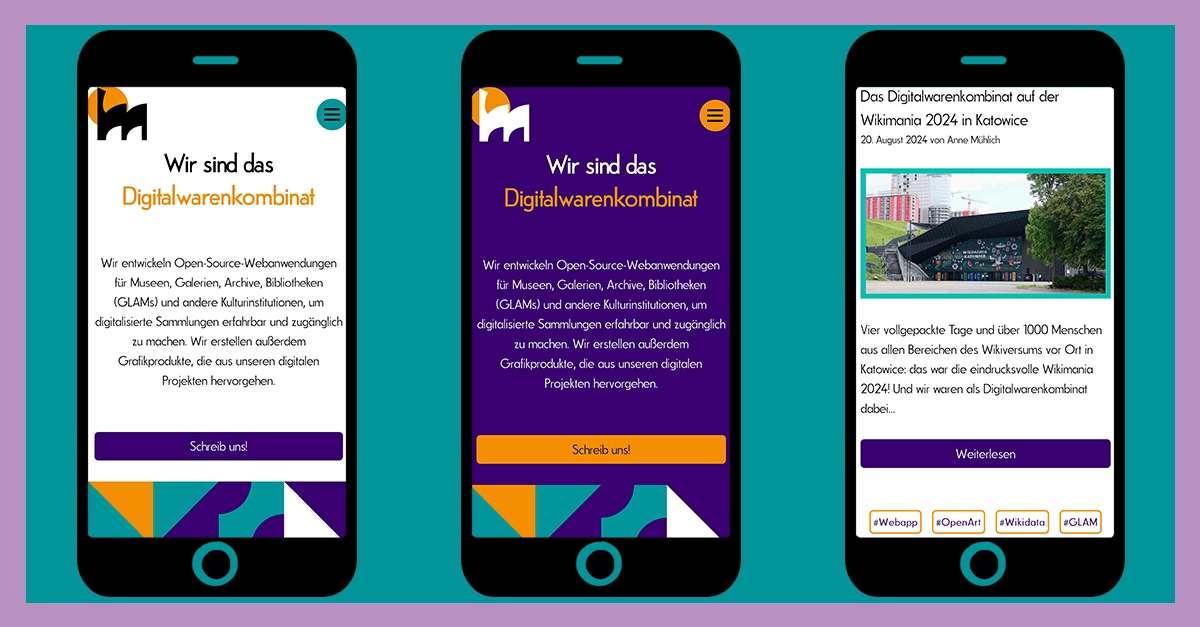 Wir sind das
Digitalwarenkombinat
Wir entwickeln Open-Source-Webanwendungen
für Museen, Galerien, Archive, Bibliotheken
(GLAMs) und andere Kulturinstitutionen, um
digitalisierte Sammlungen erfahrbar und zugänglich
zu machen. Wir erstellen außerdem
Grafikprodukte, die aus unseren digitalen
Projekten hervorgehen.
Schreib uns!
Wir sind das
Digitalwarenkombinat
Wir entwickeln Open-Source-Webanwendungen
für Museen, Galerien, Archive, Bibliotheken
(GLAMs) und andere Kulturinstitutionen, um
digitalisierte Sammlungen erfahrbar und zugänglich
zu machen. Wir erstellen außerdem
Grafikprodukte, die aus unseren digitalen
Projekten hervorgehen.
Schreib uns!
Das Digitalwarenkombinat auf der
Wikimania 2024 in Katowice
20. August 2024 von Anne Mühlich
WIKIMANIA
KATOWICE
Vier vollgepackte Tage und über 1000 Menschen
aus allen Bereichen des Wikiversums vor Ort in
Katowice: das war die eindrucksvolle Wikimania
2024! Und wir waren als Digitalwarenkombinat
dabei...
Weiterlesen
#Webapp #OpenArt #Wikidata #GLAM